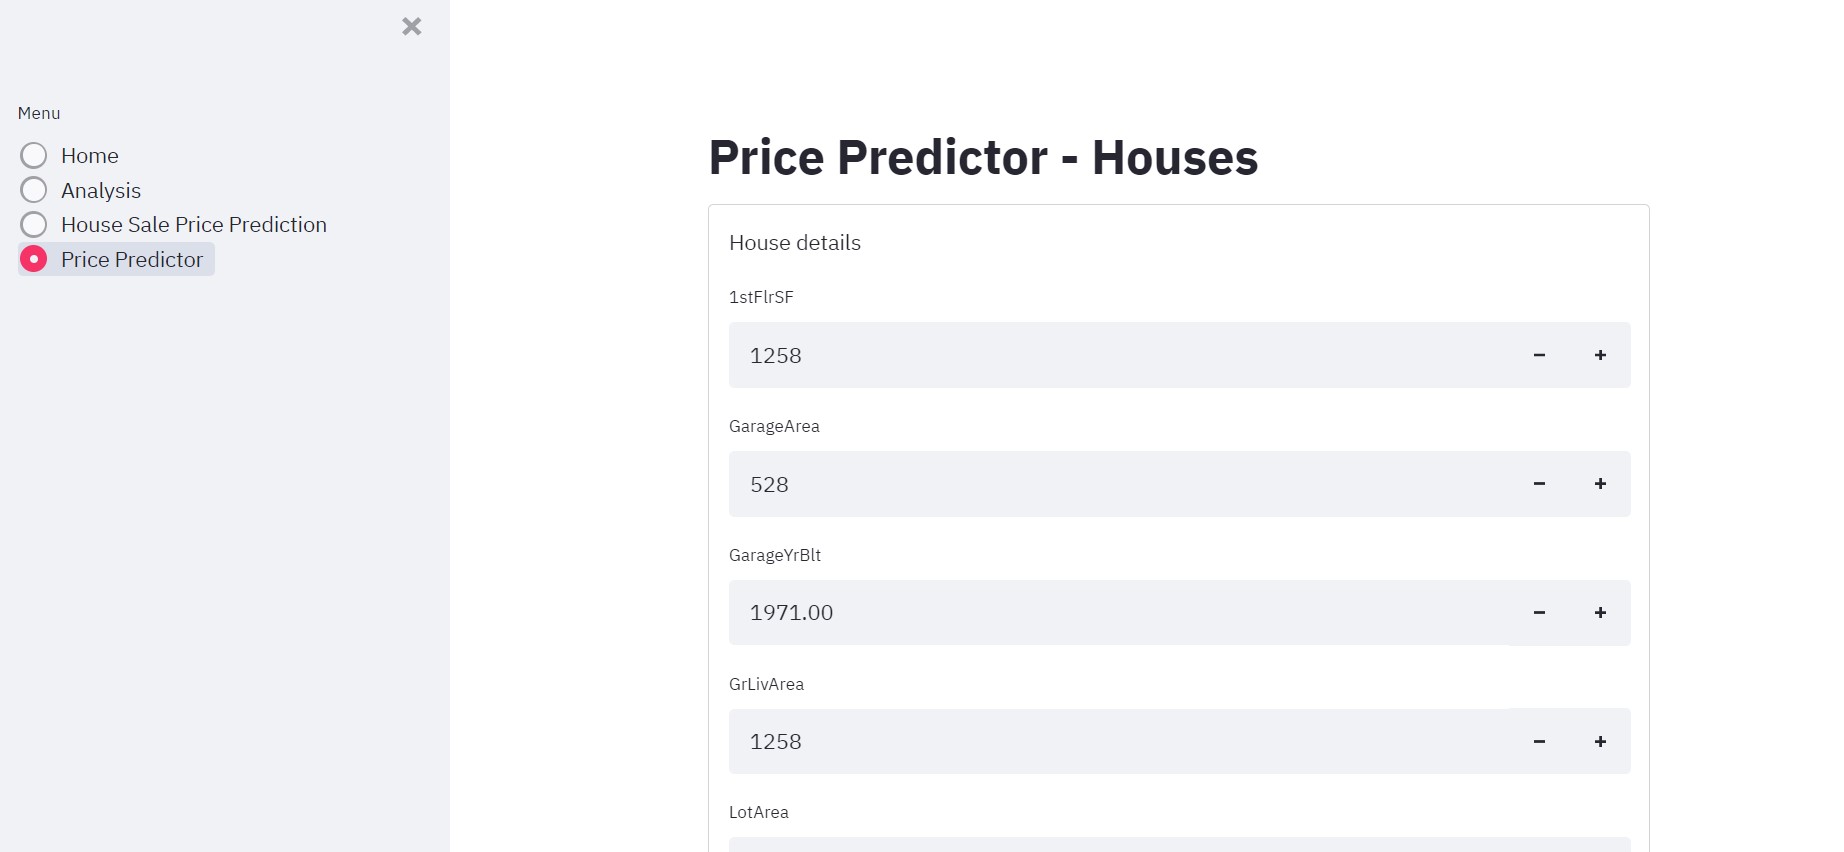 Menu
Home
Analysis
House Sale Price Prediction
Price Predictor
Price Predictor - Houses
House details
1stFlrSF
1258
GarageArea
528
GarageYrBlt
1971.00
GrLivArea
1258
LotArea